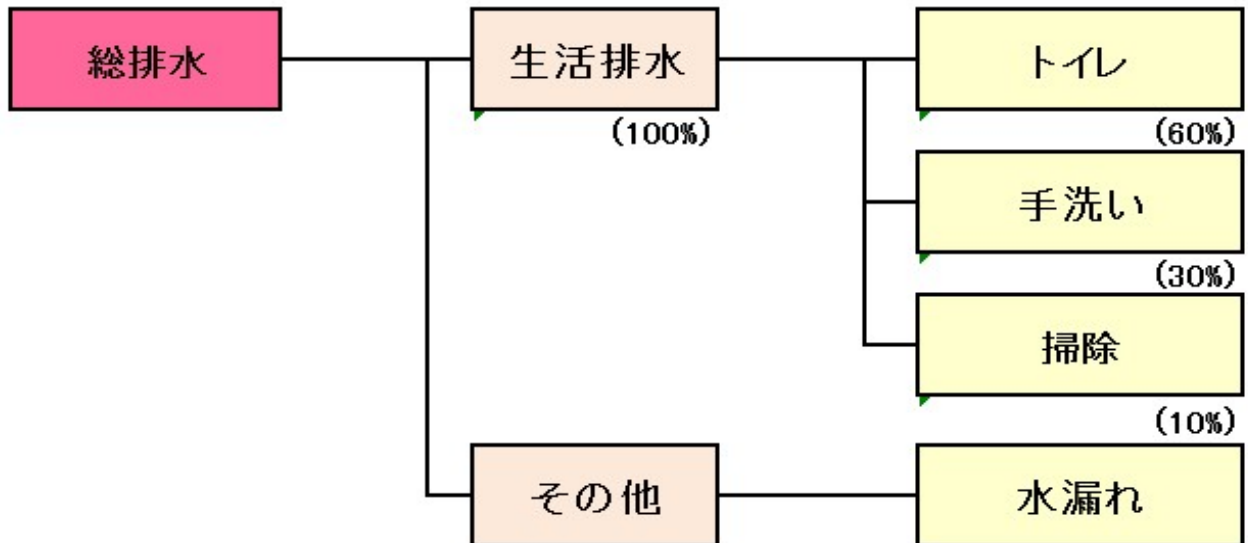 総排水
生活排水
(100%)
トイレ
(60%)
手洗い
(30%)
掃除
(10%)
その他
水漏れ